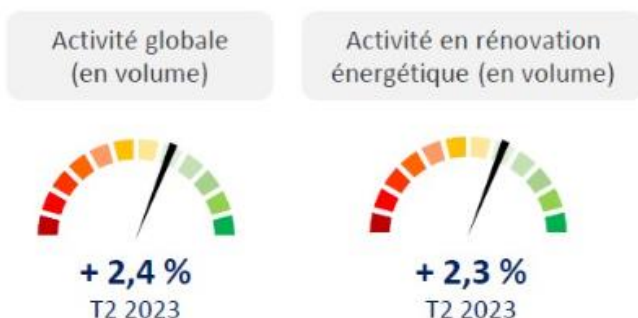 Activité globale
(en volume)
Activité en rénovation
énergétique (en volume)
+ 2,4 %
T2 2023
+ 2,3 %
T2 2023